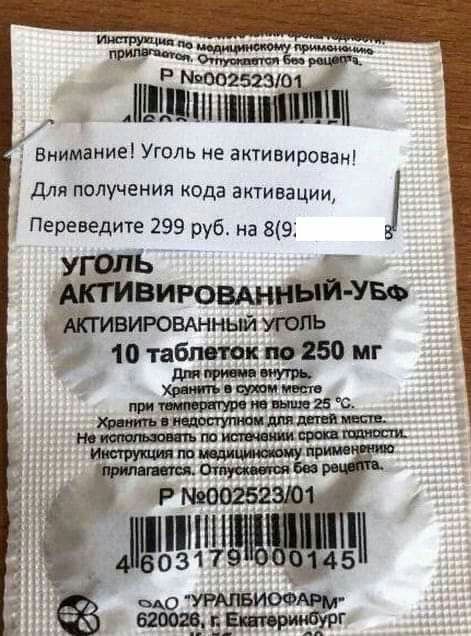 Инструкция по медицинскому применению
прилагается. Отпускается без рецепта.
Р №002523/01
Внимание! Уголь не активирован!
Для получения кода активации,
Переведите 299 руб. на 8(9 8
УГОЛЬ
АКТИВИРОВАННЫЙ-УБФ
АКТИВИРОВАННЫЙ УГОЛЬ
10 таблеток по 250 мг
Для приема внутрь.
Хранить в сухом месте
при температуре не выше 25 °С.
Хранить в недоступном для детей месте.
Не использовать по истечении срока годности.
Инструкция по медицинскому применению
прилагается. Отпускается без рецепта.
Р №002523/01
4 603179 000145
ОАО "УРАЛБИОФАРМ"
620026, г. Екатеринбург